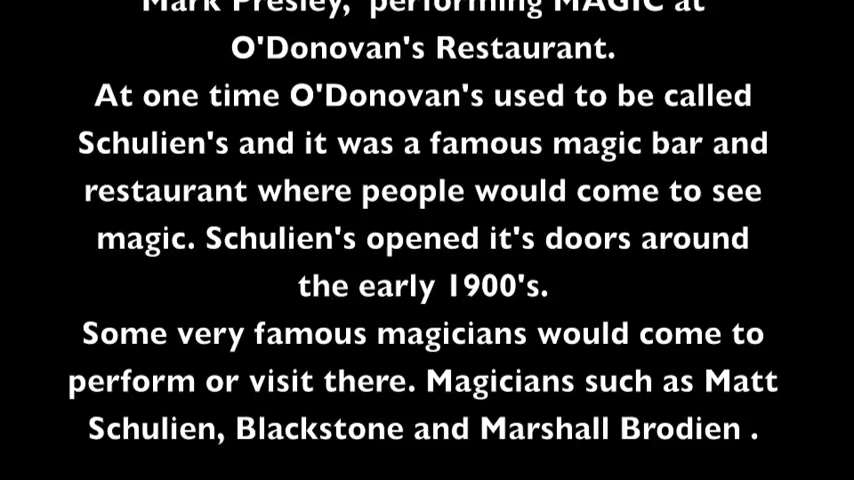 Mark Presley, performing MAGIC at
O'Donovan's Restaurant.
At one time O'Donovan's used to be called
Schulien's and it was a famous magic bar and
restaurant where people would come to see
magic. Schulien's opened it's doors around
the early 1900's.
Some very famous magicians would come to
perform or visit there. Magicians such as Matt
Schulien, Blackstone and Marshall Brodien .